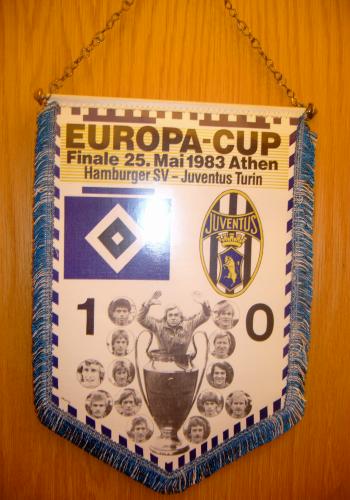 EUROPA-CUP
Finale 25. Mai 1983 Athen
Hamburger SV - Juventus Turin
JUVENTUS
1 0